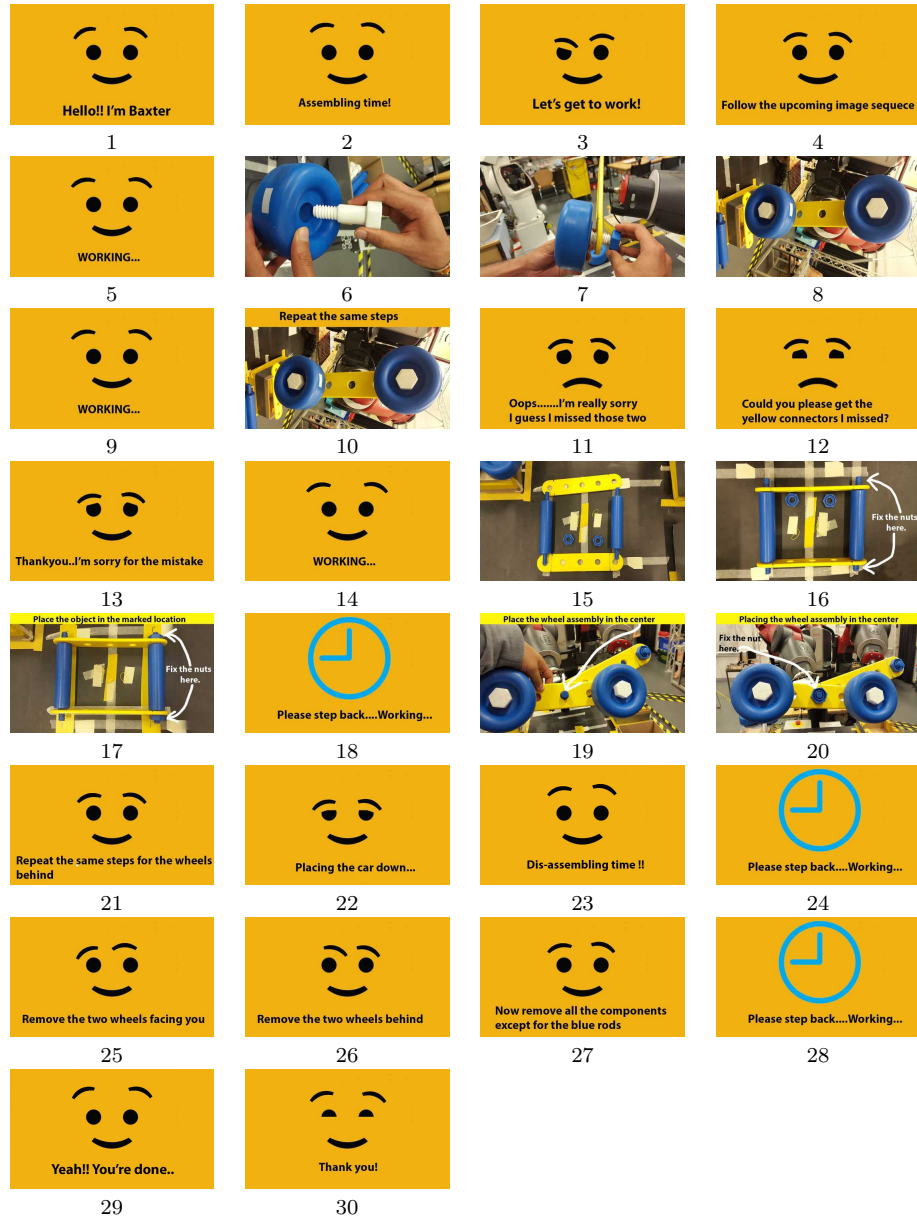 Hello!! I'm Baxter
Assembling time!
Let's get to work!
Follow the upcoming image sequece
1
2
3
4
WORKING...
5
6
7
8
WORKING...
Repeat the same steps
Oops.......I'm really sorry
I guess I missed those two
Could you please get the
yellow connectors I missed?
9
10
11
12
Thankyou..I'm sorry for the mistake
WORKING...
Fix the nuts
here.
13
14
15
16
Place the object in the marked location
Fix the nuts
here.
Please step back....Working...
Place the wheel assembly in the center
Placing the wheel assembly in the center
Fix the nut
here.
17
18
19
20
Repeat the same steps for the wheels
behind
Placing the car down...
Dis-assembling time !!
Please step back....Working...
21
22
23
24
Remove the two wheels facing you
Remove the two wheels behind
Now remove all the components
except for the blue rods
Please step back....Working...
25
26
27
28
Yeah!! You're done..
Thank you!
29
30